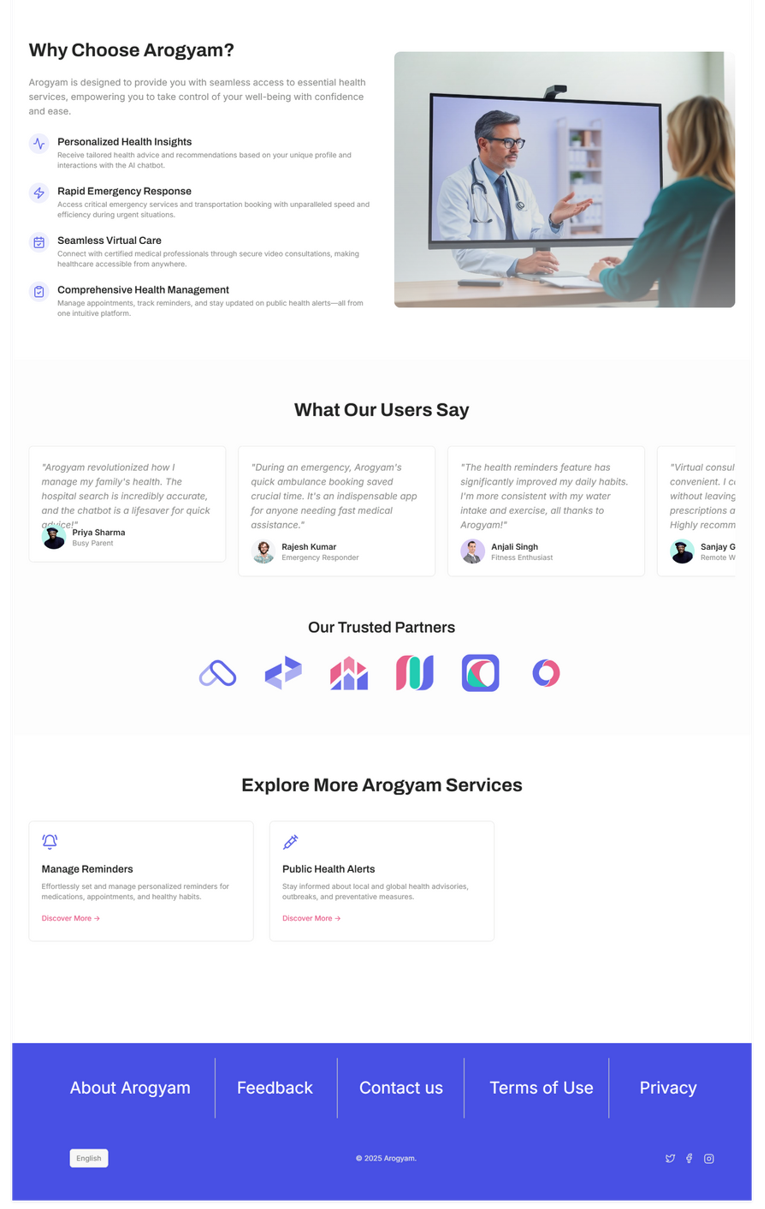 Why Choose Arogyam?
Arogyam is designed to provide you with seamless access to essential health
services, empowering you to take control of your well-being with confidence
and ease.
Personalized Health Insights
Receive tailored health advice and recommendations based on your unique profile and
interactions with the AI chatbot.
Rapid Emergency Response
Access critical emergency services and transportation booking with unparalleled speed and
efficiency during urgent situations.
Seamless Virtual Care
Connect with certified medical professionals through secure video consultations, making
healthcare accessible from anywhere.
Comprehensive Health Management
Manage appointments, track reminders, and stay updated on public health alerts—all from
one intuitive platform.
What Our Users Say
"Arogyam revolutionized how I
manage my family's health. The
hospital search is incredibly accurate,
and the chatbot is a lifesaver for quick
advice!"
Priya Sharma
Busy Parent
"During an emergency, Arogyam's
quick ambulance booking saved
crucial time. It's an indispensable app
for anyone needing fast medical
assistance."
Rajesh Kumar
Emergency Responder
"The health reminders feature has
significantly improved my daily habits.
I'm more consistent with my water
intake and exercise, all thanks to
Arogyam!"
Anjali Singh
Fitness Enthusiast
"Virtual consul
convenient. I c
without leaving
prescriptions a
Highly recomm
Sanjay G
Remote W
Our Trusted Partners
Explore More Arogyam Services
Manage Reminders
Effortlessly set and manage personalized reminders for
medications, appointments, and healthy habits.
Discover More →
Public Health Alerts
Stay informed about local and global health advisories,
outbreaks, and preventative measures.
Discover More →
About Arogyam
Feedback
Contact us
Terms of Use
Privacy
English
© 2025 Arogyam.